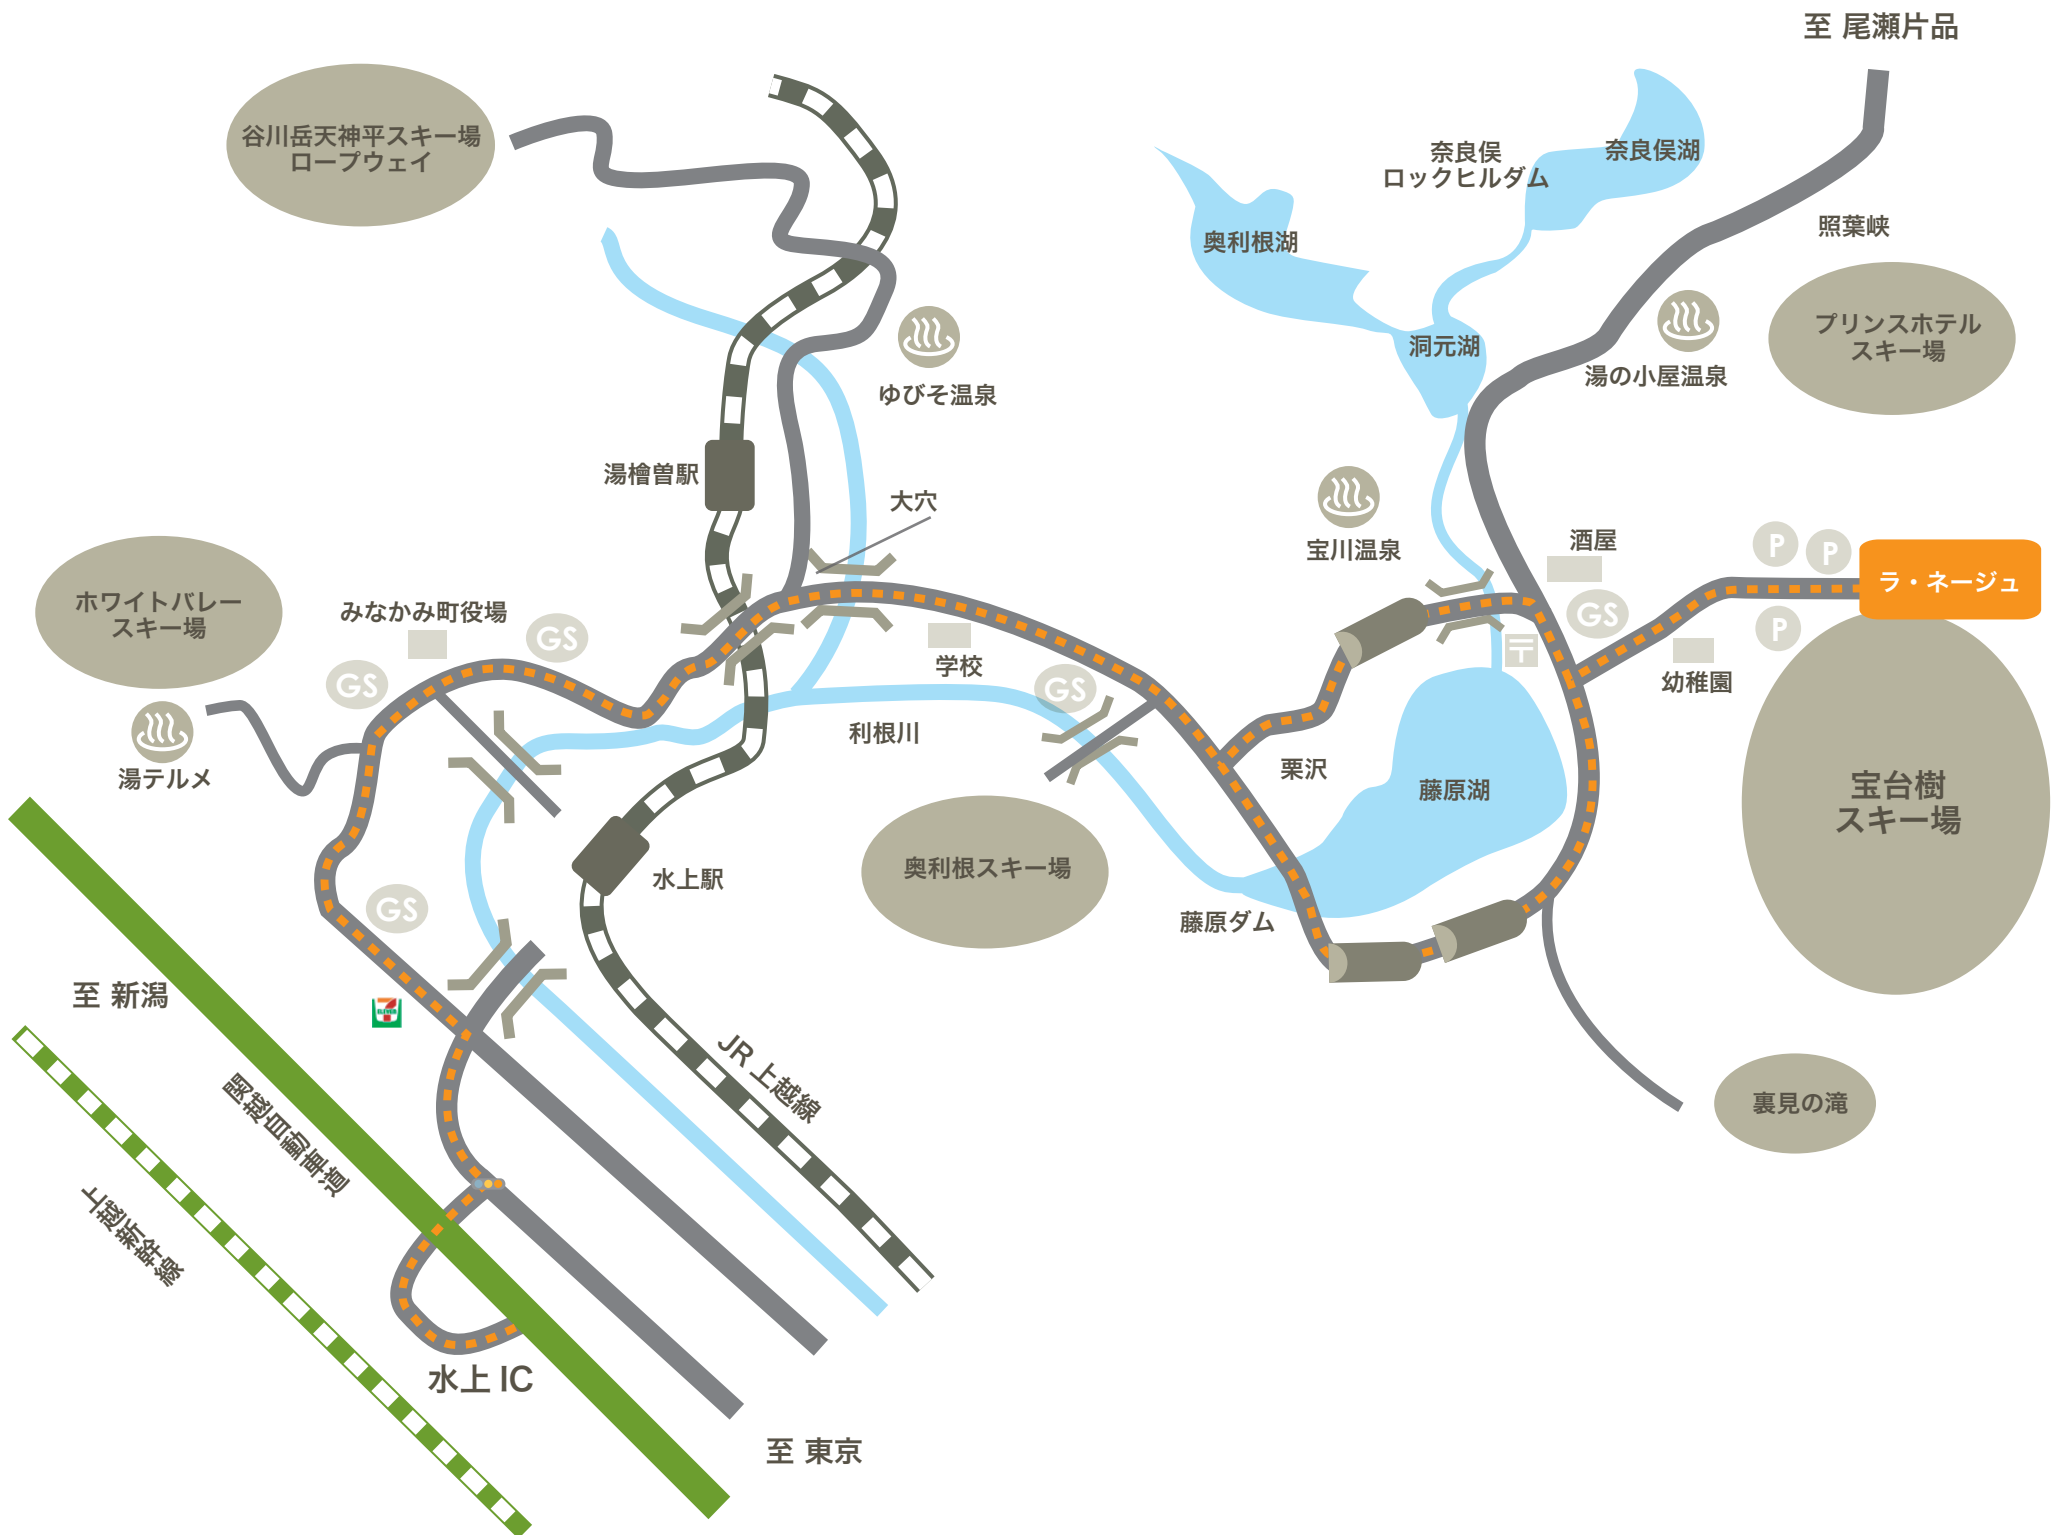 至 尾瀬片品
谷川岳天神平スキー場
ロープウェイ
奈良俣
ロックヒルダム
奈良俣湖
照葉峡
奥利根湖
洞元湖
プリンスホテル
スキー場
湯の小屋温泉
ゆびそ温泉
湯檜曽駅
大穴
宝川温泉
酒屋
P
P
ラ・ネージュ
ホワイトバレー
スキー場
みなかみ町役場
GS
GS
学校
GS
GS
〒
P
幼稚園
利根川
湯テルメ
栗沢
藤原湖
宝台樹
スキー場
奥利根スキー場
水上駅
GS
藤原ダム
至 新潟
7
ELEVEN
JR 上越線
関越自動車道
裏見の滝
上越新幹線
水上 IC
至 東京